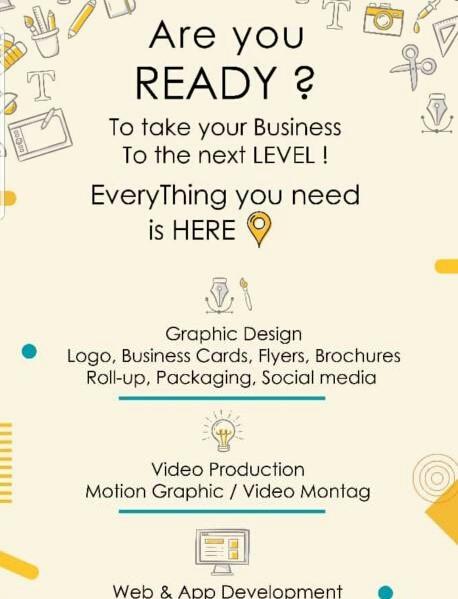 Are you
READY ?
To take your Business
To the next LEVEL !
EveryThing you need
is HERE
Graphic Design
Logo, Business Cards, Flyers, Brochures
Roll-up, Packaging, Social media
Video Production
Motion Graphic / Video Montag
Web & App Development